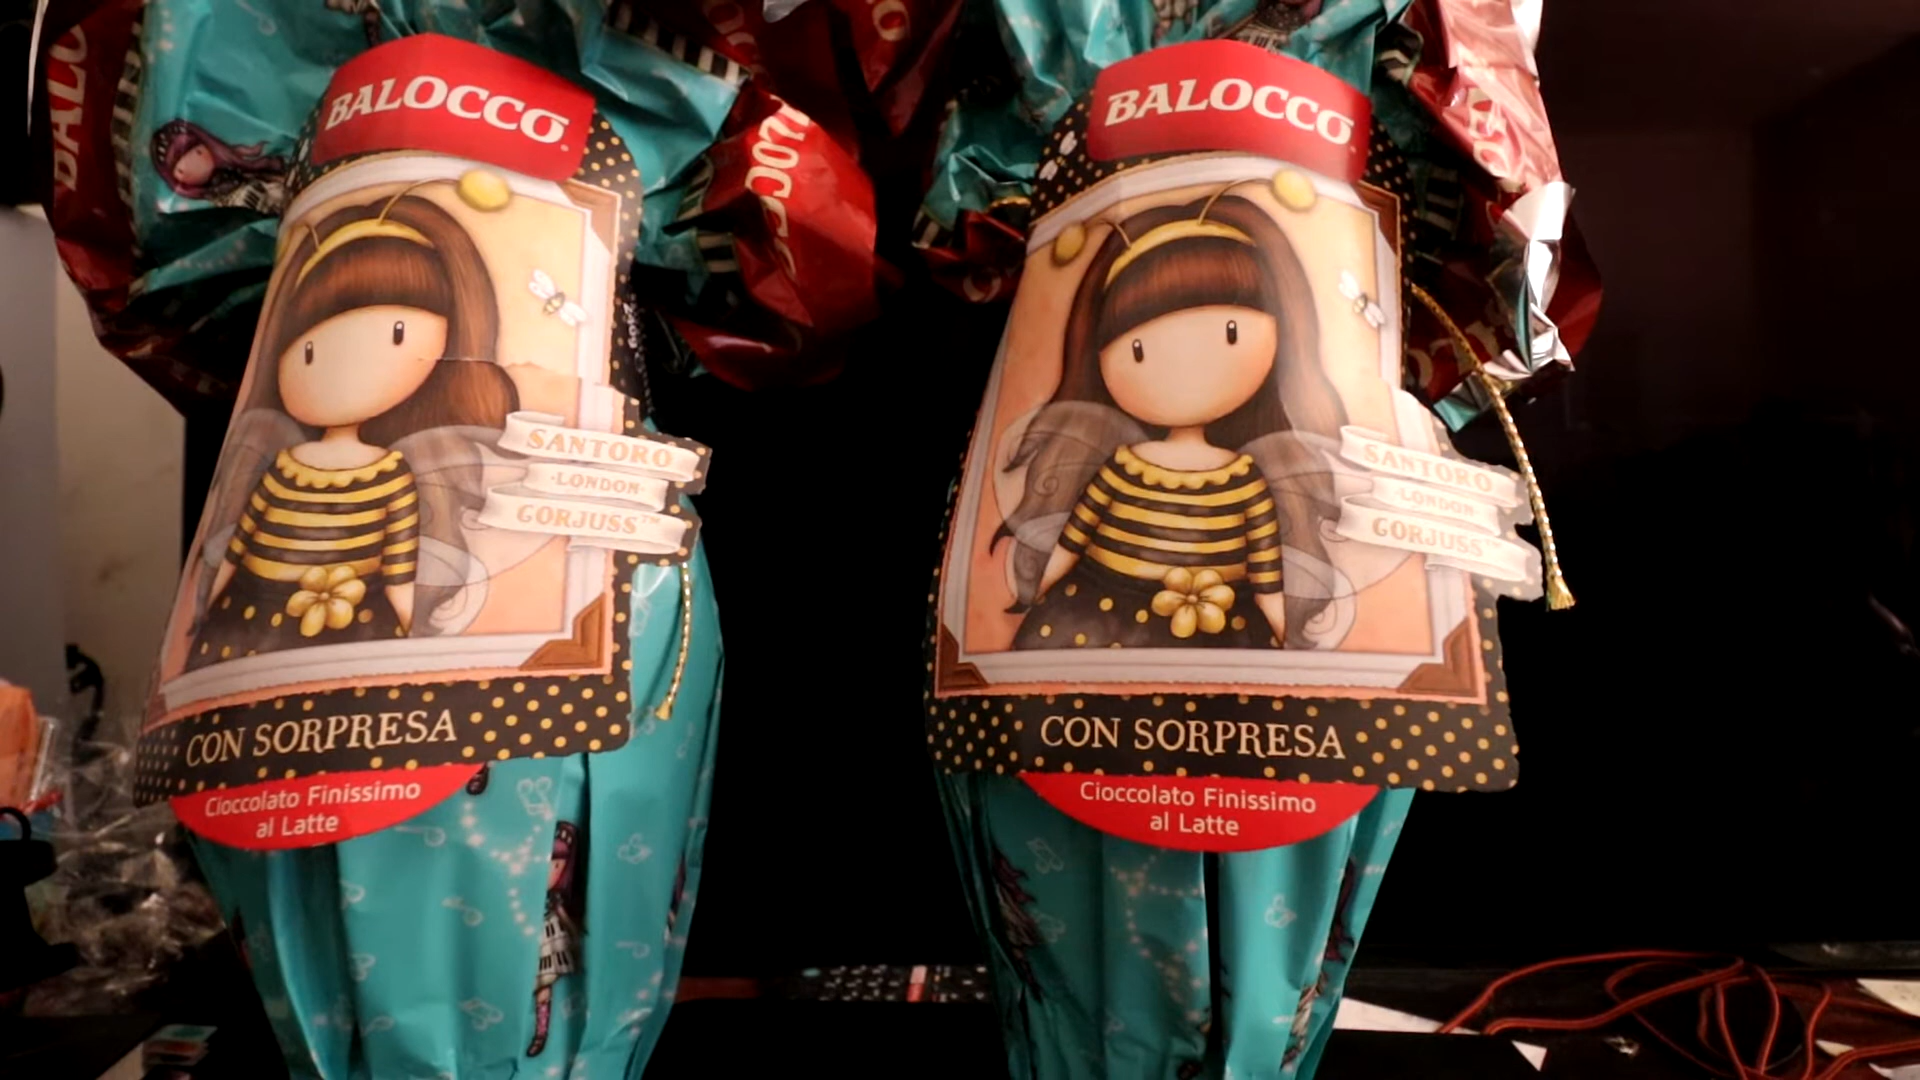 BALOCCO
SANTORO
·LONDON·
GORJUSS™
CON SORPRESA
Cioccolato Finissimo
al Latte
BALOCCO
SANTORO
·LONDON·
GORJUSS™
CON SORPRESA
Cioccolato Finissimo
al Latte